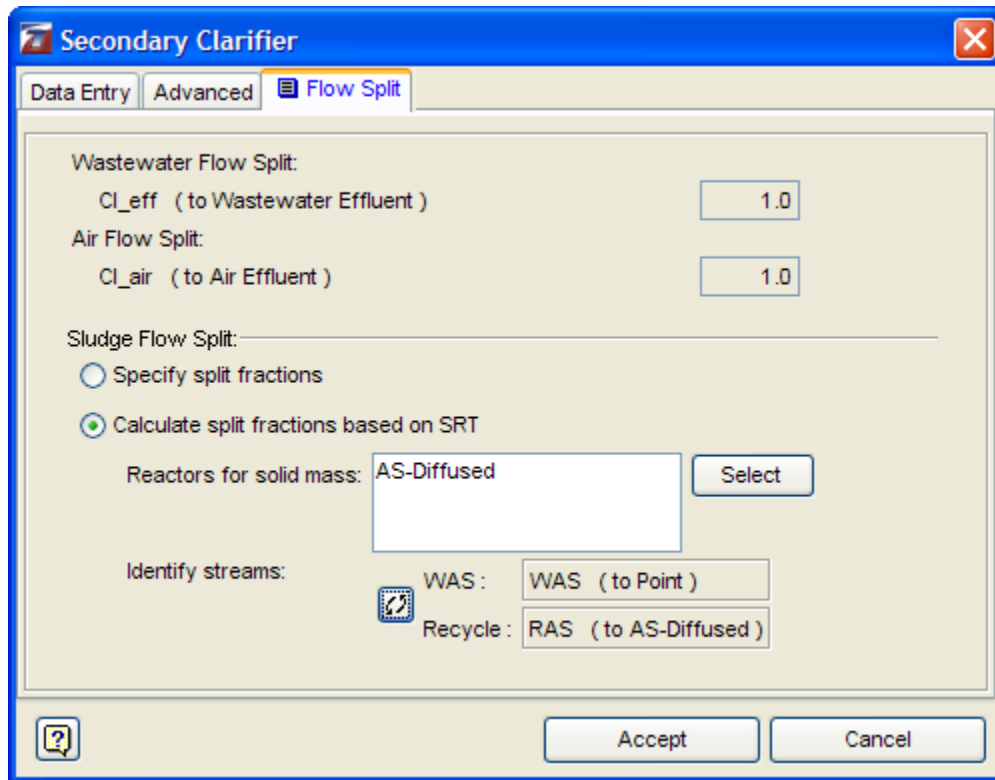 Secondary Clarifier
Data Entry Advanced Flow Split
Wastewater Flow Split:
Cl_eff ( to Wastewater Effluent ) 1.0
Air Flow Split:
Cl_air ( to Air Effluent ) 1.0
Sludge Flow Split:
Specify split fractions
Calculate split fractions based on SRT
Reactors for solid mass: AS-Diffused Select
Identify streams: WAS : WAS ( to Point )
Recycle : RAS ( to AS-Diffused )
? Accept Cancel